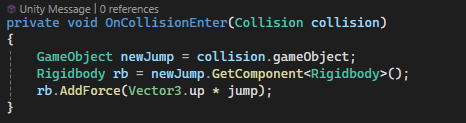 Unity Message | 0 references
private void OnCollisionEnter(Collision collision)
{
GameObject newJump = collision.gameObject;
Rigidbody rb = newJump.GetComponent<Rigidbody>();
rb.AddForce(Vector3.up * jump);
}